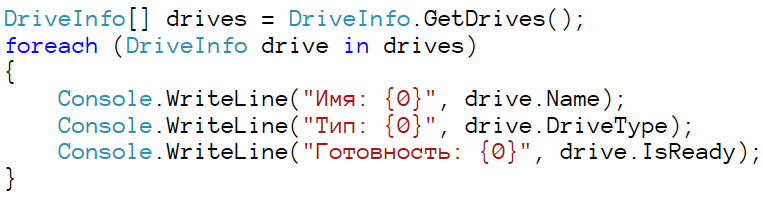 DriveInfo[] drives = DriveInfo.GetDrives();
foreach (DriveInfo drive in drives)
{
    Console.WriteLine("Имя: {0}", drive.Name);
    Console.WriteLine("Тип: {0}", drive.DriveType);
    Console.WriteLine("Готовность: {0}", drive.IsReady);
}